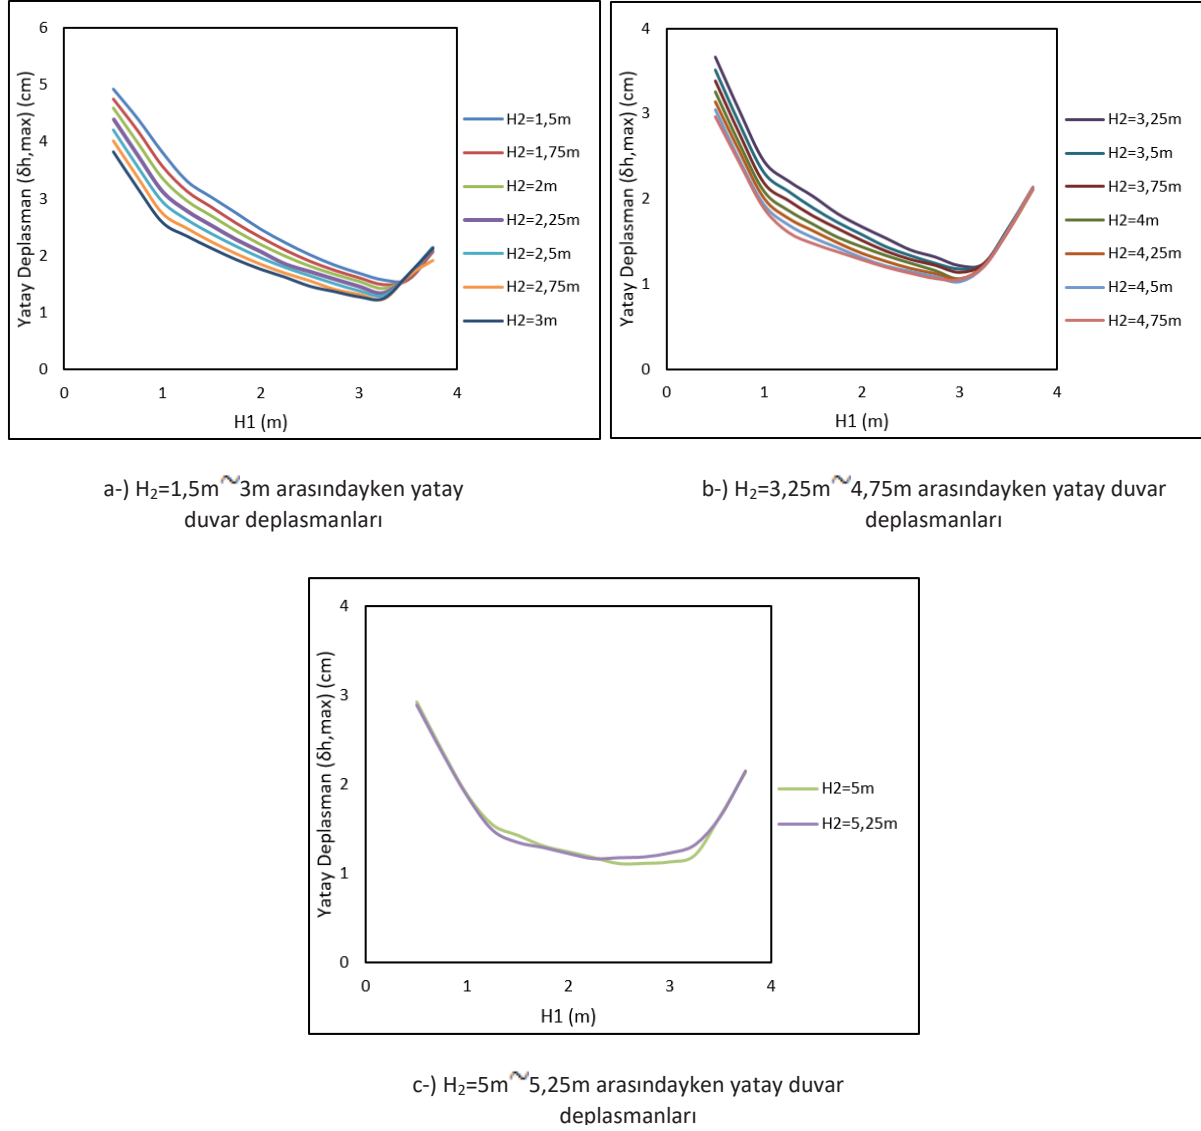 6
5
4
3
2
1
0
0 1 2 3 4
Yatay Deplasman (δh,max) (cm)
H1 (m)
H2=1,5m
H2=1,75m
H2=2m
H2=2,25m
H2=2,5m
H2=2,75m
H2=3m
4
3
2
1
0
0 1 2 3 4
Yatay Deplasman (δh,max) (cm)
H1 (m)
H2=3,25m
H2=3,5m
H2=3,75m
H2=4m
H2=4,25m
H2=4,5m
H2=4,75m
a-) H₂=1,5m~3m arasındayken yatay
duvar deplasmanları
b-) H₂=3,25m~4,75m arasındayken yatay duvar
deplasmanları
4
3
2
1
0
0 1 2 3 4
Yatay Deplasman (δh,max) (cm)
H1 (m)
H2=5m
H2=5,25m
c-) H₂=5m~5,25m arasındayken yatay duvar
deplasmanları